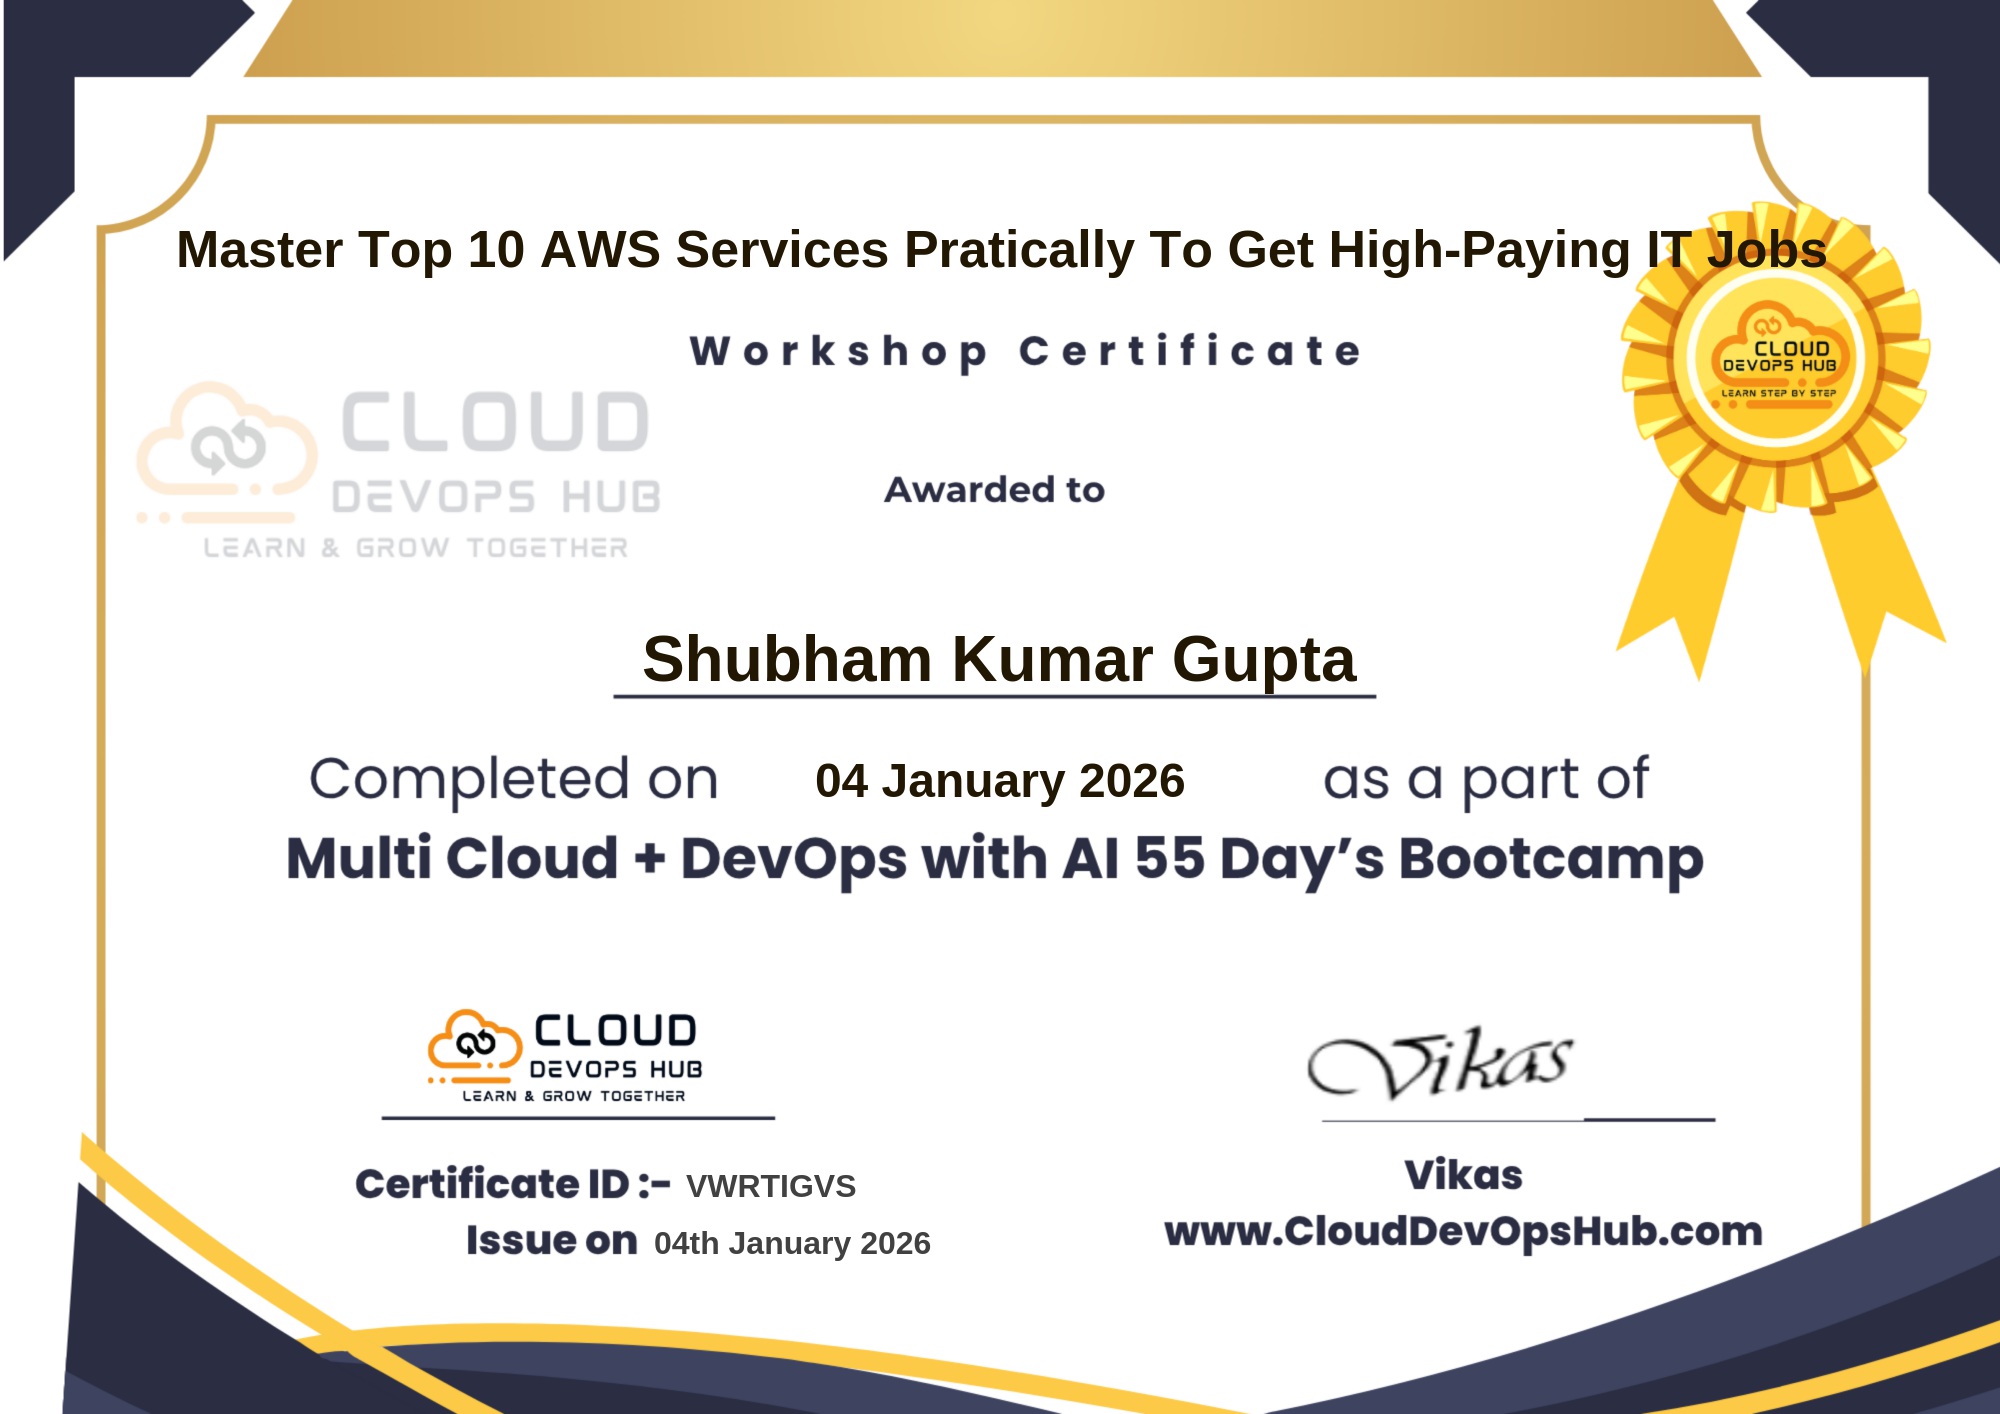 Master Top 10 AWS Services Pratically To Get High-Paying IT Jobs
Workshop Certificate
CLOUD
DEVOPS HUB
LEARN STEP BY STEP
CLOUD
DEVOPS HUB
LEARN & GROW TOGETHER
Awarded to
Shubham Kumar Gupta
Completed on 04 January 2026 as a part of
Multi Cloud + DevOps with AI 55 Day’s Bootcamp
CLOUD
DEVOPS HUB
LEARN & GROW TOGETHER
Vikas
Certificate ID :- VWRTIGVS
Issue on 04th January 2026
Vikas
www.CloudDevOpsHub.com